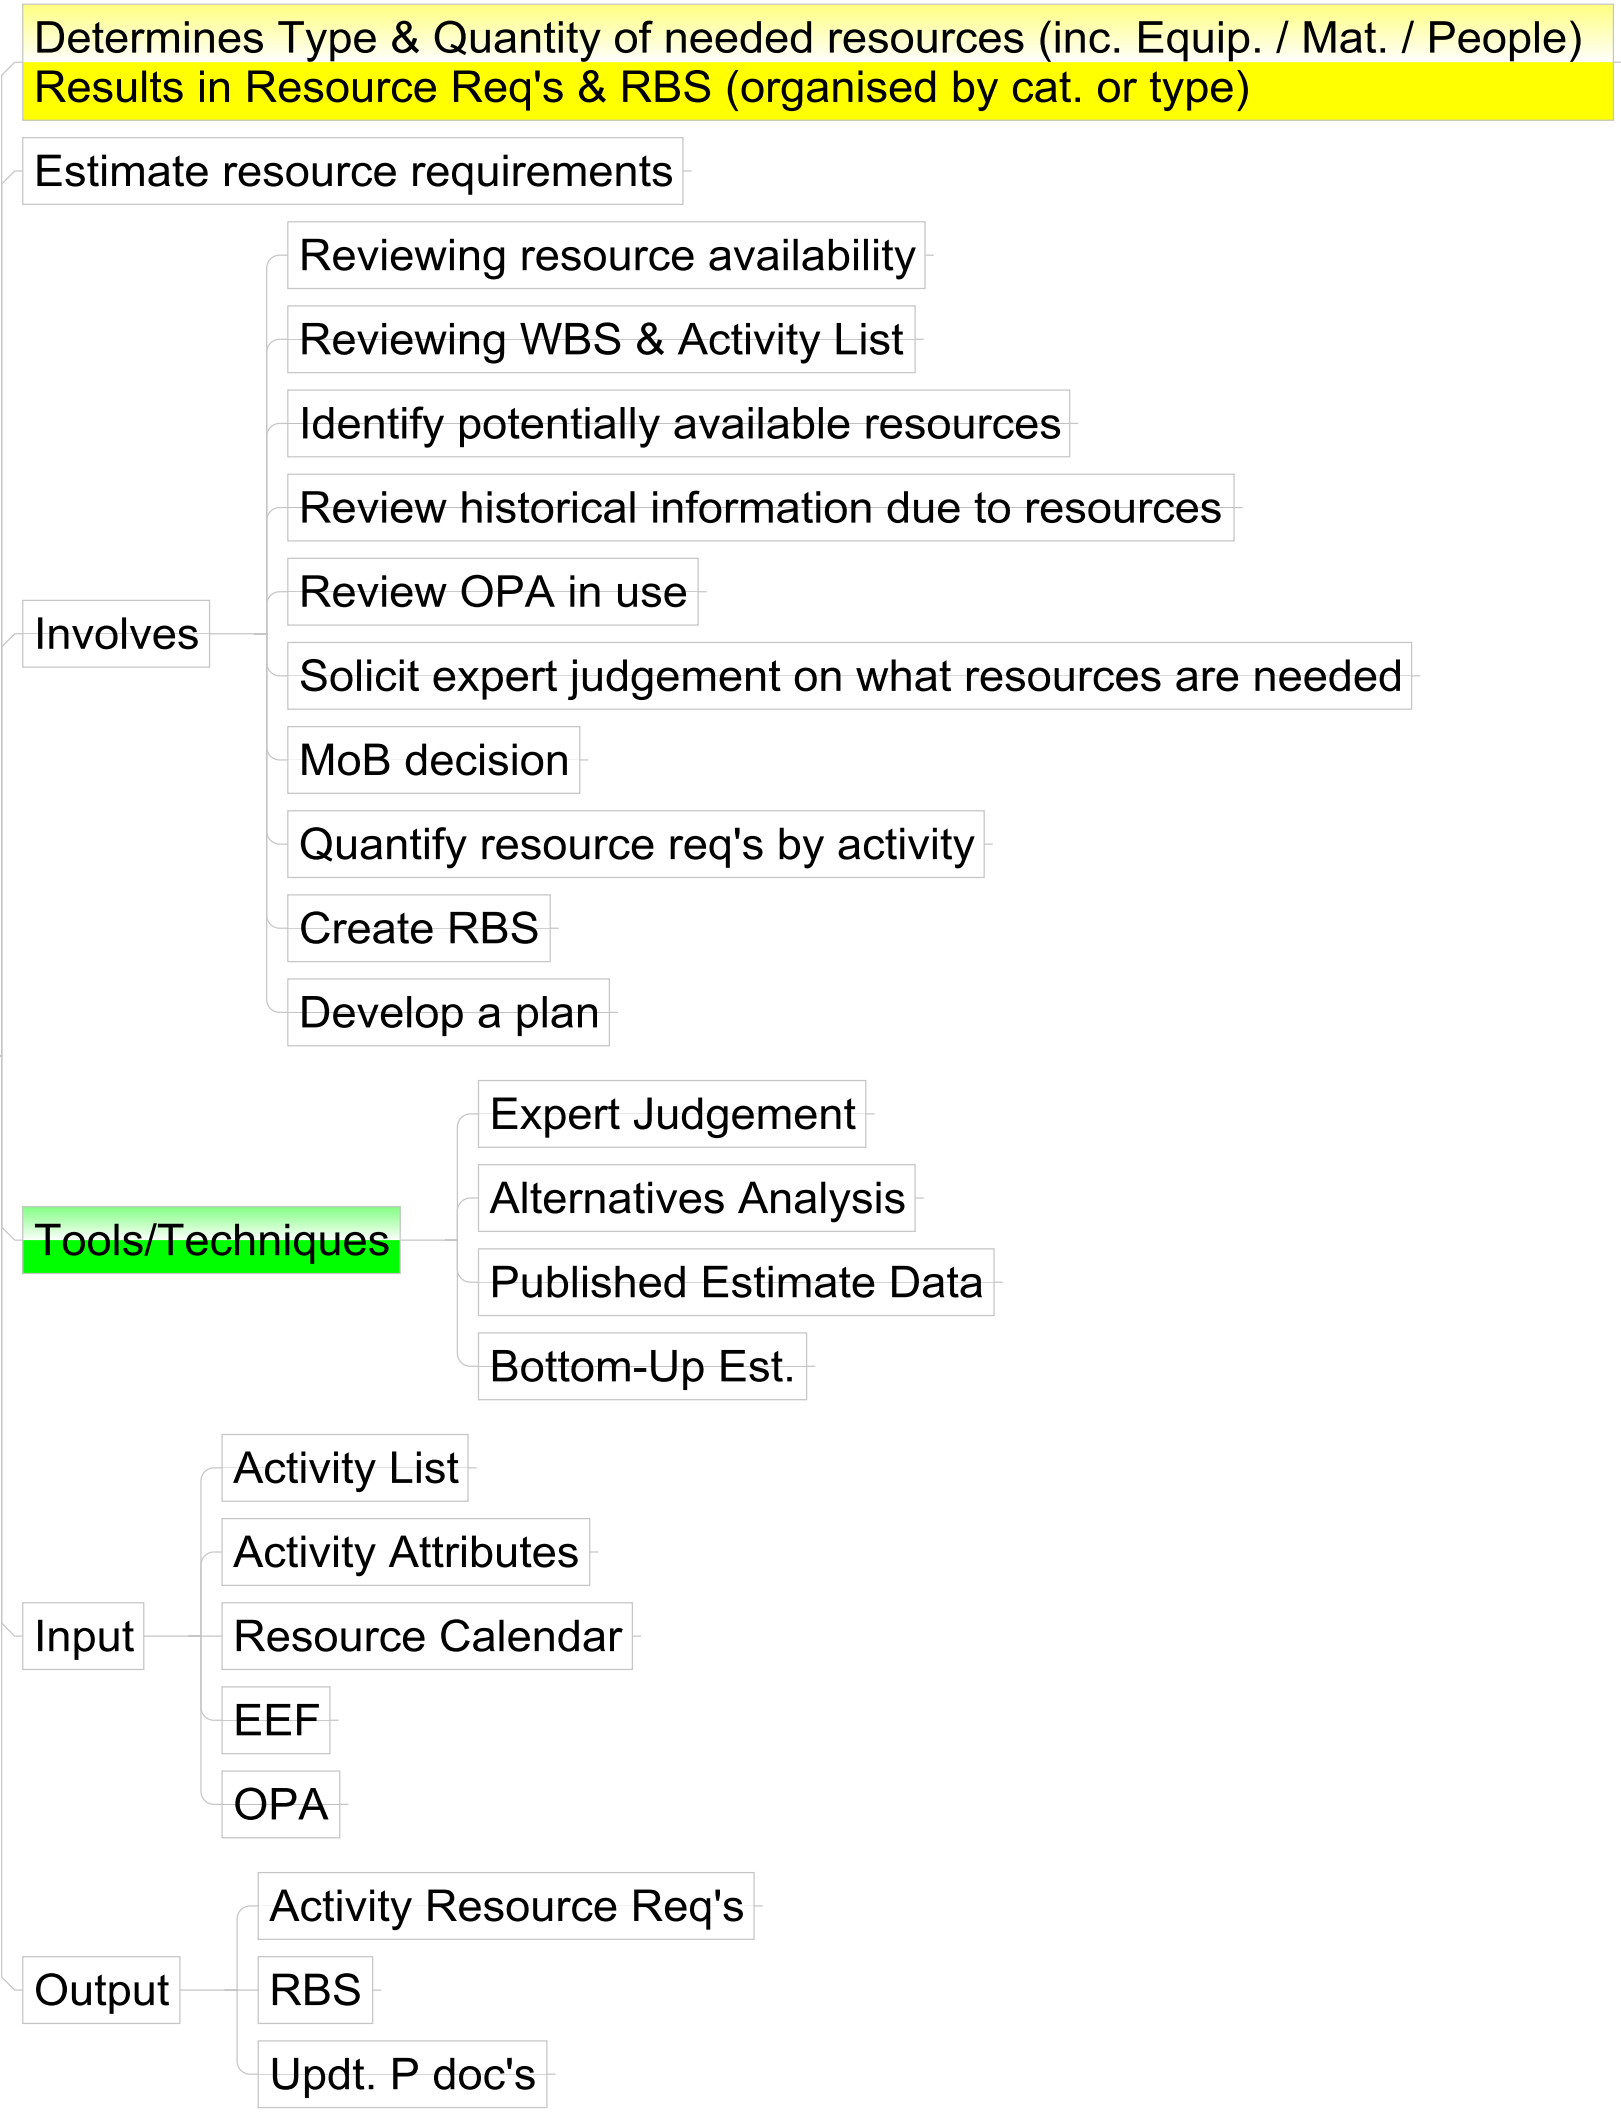 Determines Type & Quantity of needed resources (inc. Equip. / Mat. / People)
Results in Resource Req's & RBS (organised by cat. or type)
Estimate resource requirements
Involves
Reviewing resource availability
Reviewing WBS & Activity List
Identify potentially available resources
Review historical information due to resources
Review OPA in use
Solicit expert judgement on what resources are needed
MoB decision
Quantify resource req's by activity
Create RBS
Develop a plan
Tools/Techniques
Expert Judgement
Alternatives Analysis
Published Estimate Data
Bottom-Up Est.
Input
Activity List
Activity Attributes
Resource Calendar
EEF
OPA
Output
Activity Resource Req's
RBS
Updt. P doc's